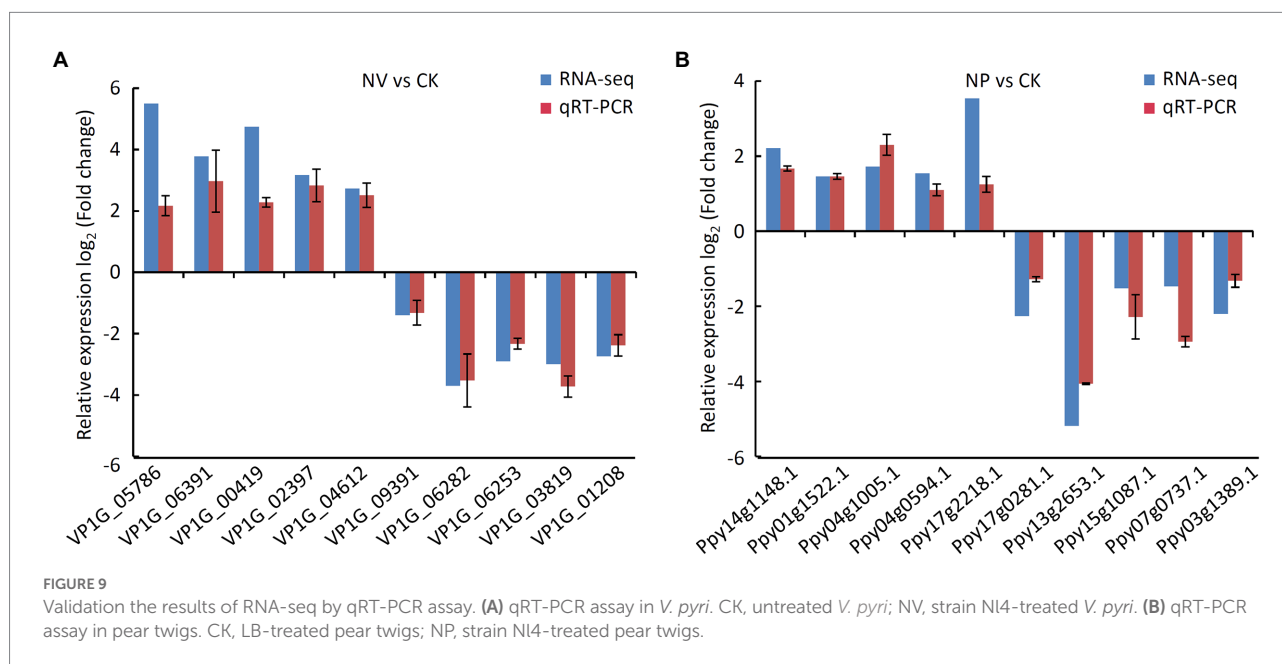 A
NV vs CK
RNA-seq
qRT-PCR
Relative expression log2 (Fold change)
6
4
2
0
-2
-4
-6
VP1G_05786
VP1G_06391
VP1G_00419
VP1G_02397
VP1G_04612
VP1G_09391
VP1G_06282
VP1G_06253
VP1G_03819
VP1G_01208
B
NP vs CK
RNA-seq
qRT-PCR
Relative expression log2 (Fold change)
4
2
0
-2
-4
-6
Ppy14g1148.1
Ppy01g1522.1
Ppy04g1005.1
Ppy04g0594.1
Ppy17g2218.1
Ppy17g0281.1
Ppy13g2653.1
Ppy15g1087.1
Ppy07g0737.1
Ppy03g1389.1
FIGURE 9
Validation the results of RNA-seq by qRT-PCR assay. (A) qRT-PCR assay in V. pyri. CK, untreated V. pyri; NV, strain Nl4-treated V. pyri. (B) qRT-PCR
assay in pear twigs. CK, LB-treated pear twigs; NP, strain Nl4-treated pear twigs.